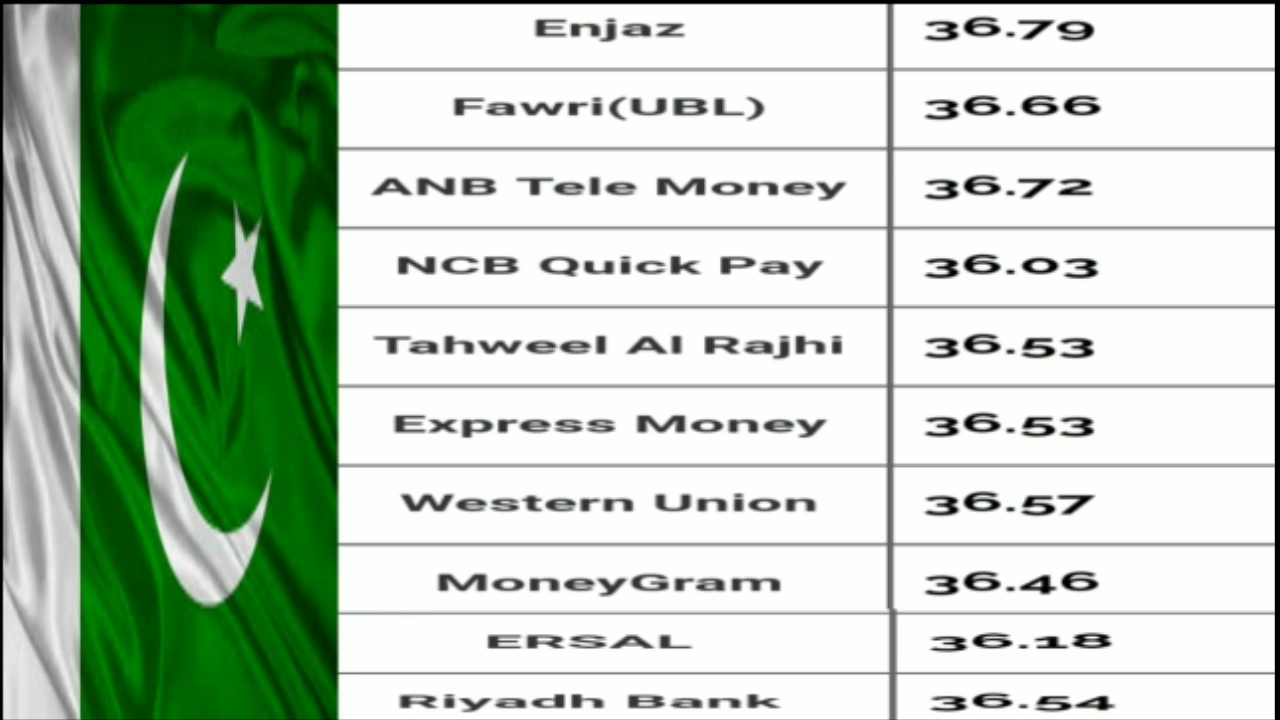 Enjaz 36.79
Fawri(UBL) 36.66
ANB Tele Money 36.72
NCB Quick Pay 36.03
Tahweel Al Rajhi 36.53
Express Money 36.53
Western Union 36.57
MoneyGram 36.46
ERSAL 36.18
Riyadh Bank 36.54